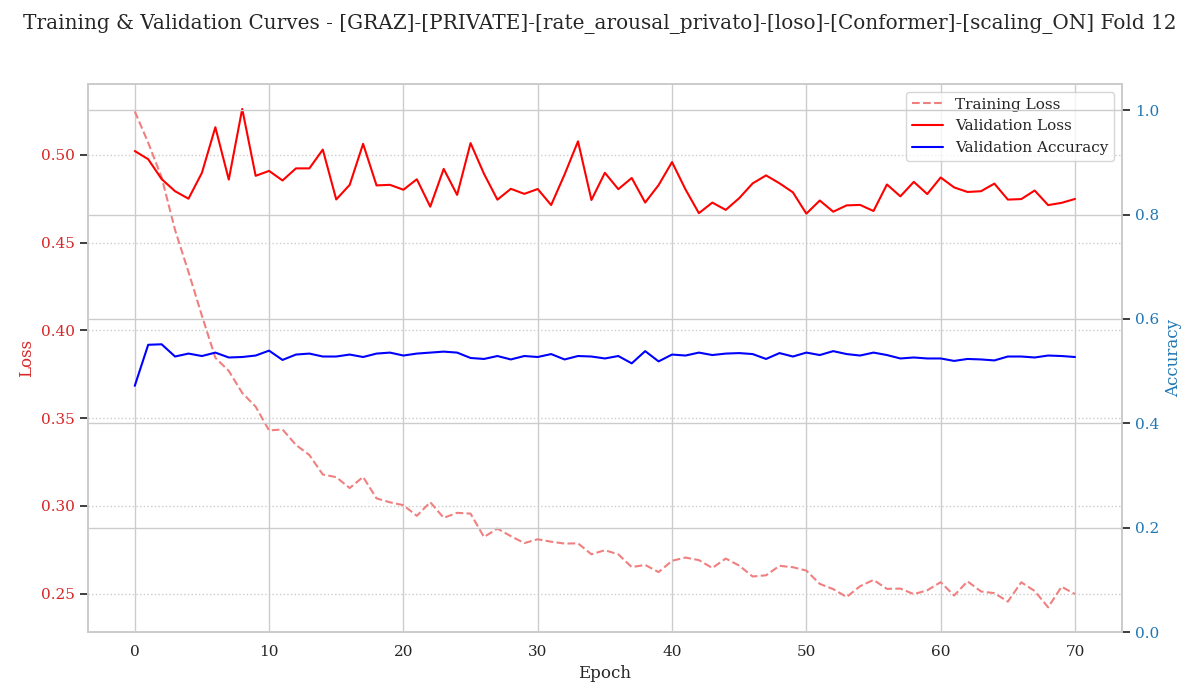 Training & Validation Curves - [GRAZ]-[PRIVATE]-[rate_arousal_privato]-[loso]-[Conformer]-[scaling_ON] Fold 12
Training Loss
Validation Loss
Validation Accuracy
0.50
0.45
0.40
0.35
0.30
0.25
Loss
1.0
0.8
0.6
0.4
0.2
0.0
Accuracy
0 10 20 30 40 50 60 70
Epoch